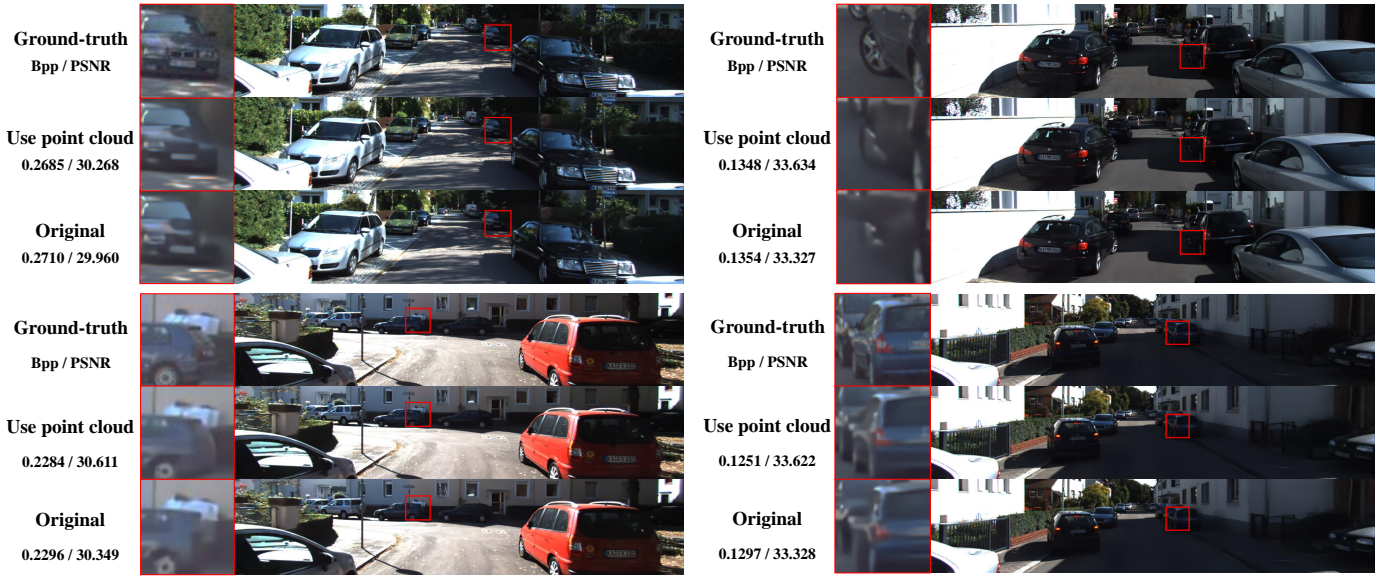 Ground-truth
Bpp / PSNR
Use point cloud
0.2685 / 30.268
Original
0.2710 / 29.960
Ground-truth
Bpp / PSNR
Use point cloud
0.1348 / 33.634
Original
0.1354 / 33.327
Ground-truth
Bpp / PSNR
Use point cloud
0.2284 / 30.611
Original
0.2296 / 30.349
Ground-truth
Bpp / PSNR
Use point cloud
0.1251 / 33.622
Original
0.1297 / 33.328